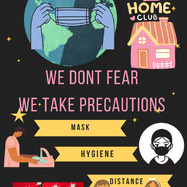 HOME
CLUB
WE DONT FEAR
WE TAKE PRECAUTIONS
MASK
HYGIENE
DISTANCE